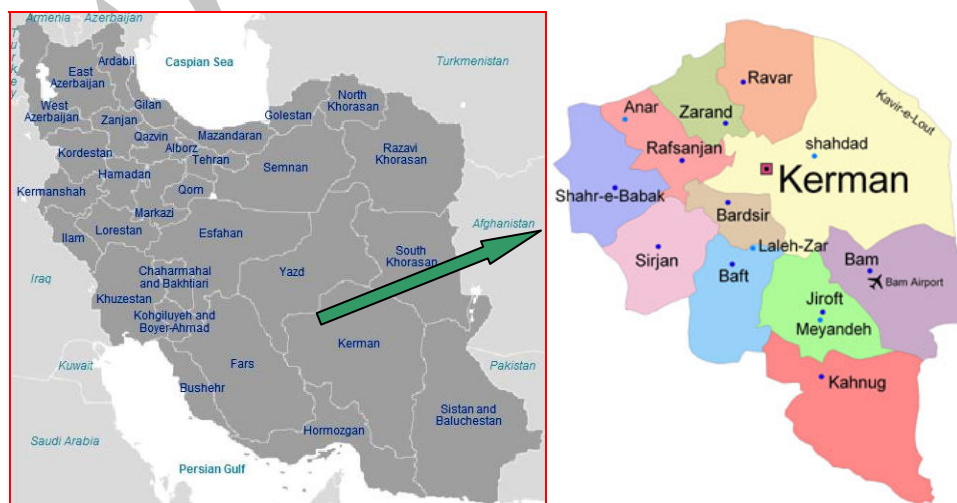 Armenia
Azerbaijan
Turkey
Caspian Sea
Turkmenistan
Ardabil
East
Azerbaijan
West
Azerbaijan
Gilan
Zanjan
Qazvin
Alborz
Mazandaran
Tehran
Golestan
North
Khorasan
Razavi
Khorasan
Semnan
Kordestan
Hamadan
Kermanshah
Qom
Markazi
Ilam
Lorestan
Esfahan
Afghanistan
South
Khorasan
Yazd
Iraq
Chaharmahal
and Bakhtiari
Khuzestan
Kohgiluyeh and
Boyer-Ahmad
Kerman
Fars
Kuwait
Bushehr
Pakistan
Sistan and
Baluchestan
Hormozgan
Saudi Arabia
Persian Gulf
Ravar
Anar
Zarand
Kavir-e-Lout
Rafsanjan
shahdad
Kerman
Shahr-e-Babak
Bardsir
Sirjan
Laleh-Zar
Baft
Bam
Bam Airport
Jiroft
Meyandeh
Kahnug